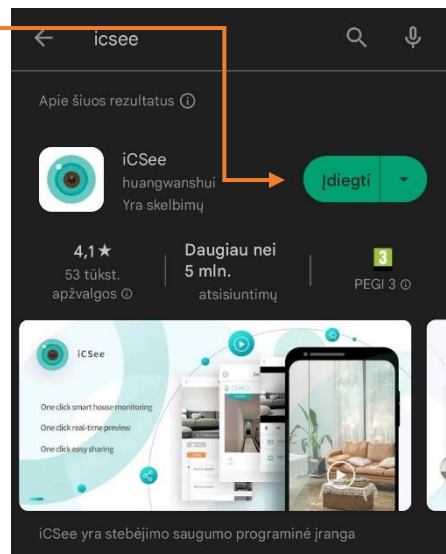 icsee
Apie šiuos rezultatus
iCSee
huangwanshui
Yra skelbimų
Įdiegti
4,1★
53 tūkst.
apžvalgos
Daugiau nei
5 mln.
atsisiuntimų
3
PEGI 3
iCSee
One click smart house monitoring
One click real-time preview
One click easy sharing
iCSee yra stebėjimo saugumo programinė įranga